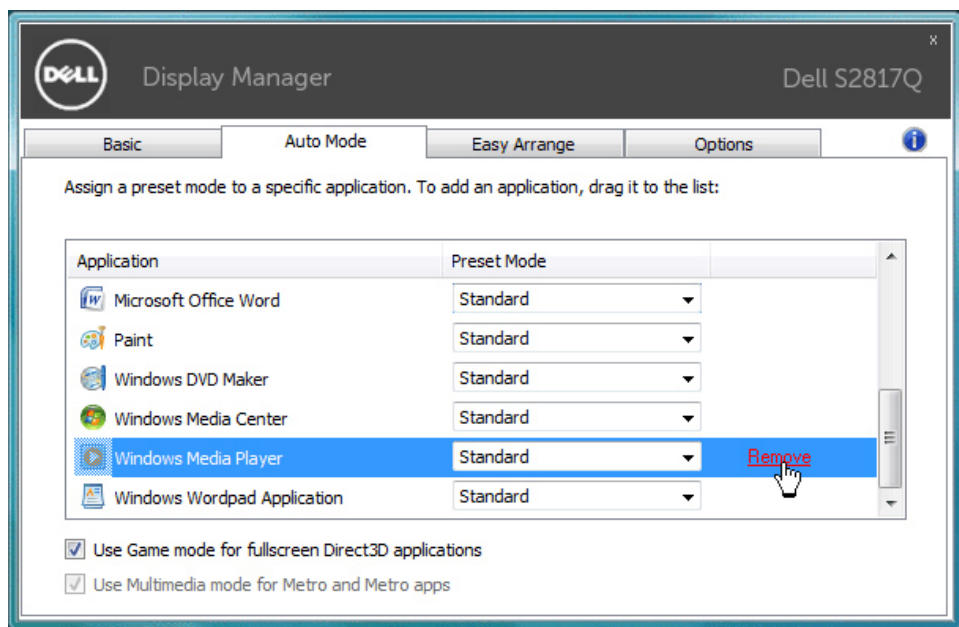 x
DELL
Display Manager
Dell S2817Q
Basic
Auto Mode
Easy Arrange
Options
i
Assign a preset mode to a specific application. To add an application, drag it to the list:
Application
Preset Mode
Microsoft Office Word
Standard
Paint
Standard
Windows DVD Maker
Standard
Windows Media Center
Standard
Windows Media Player
Standard
Remove
Windows Wordpad Application
Standard
Use Game mode for fullscreen Direct3D applications
Use Multimedia mode for Metro and Metro apps